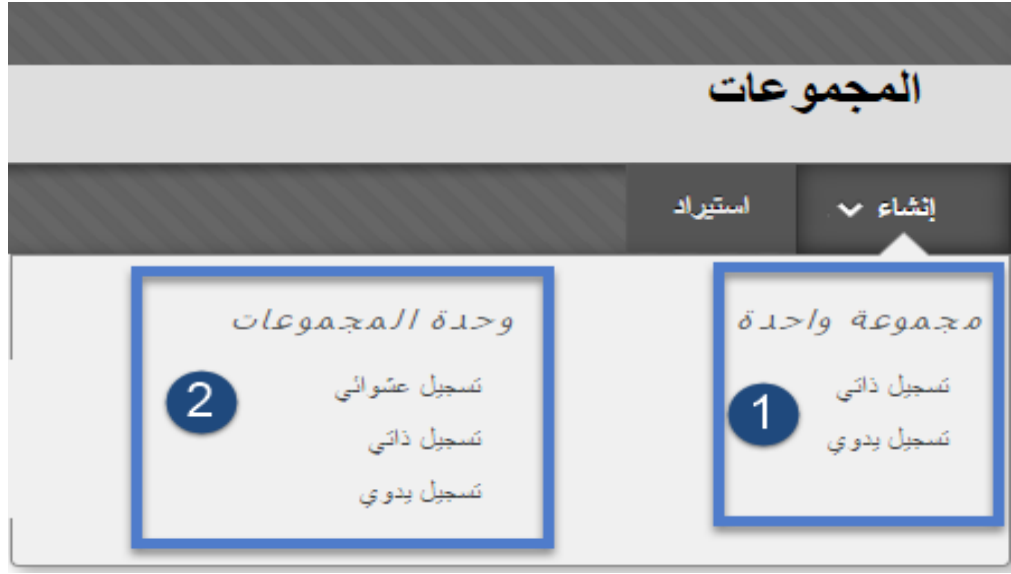 المجموعات
إنشاء
استيراد
مجموعة واحدة
تسجيل ذاتي
تسجيل يدوي
1
وحدة المجموعات
تسجيل عشوائي
تسجيل ذاتي
تسجيل يدوي
2